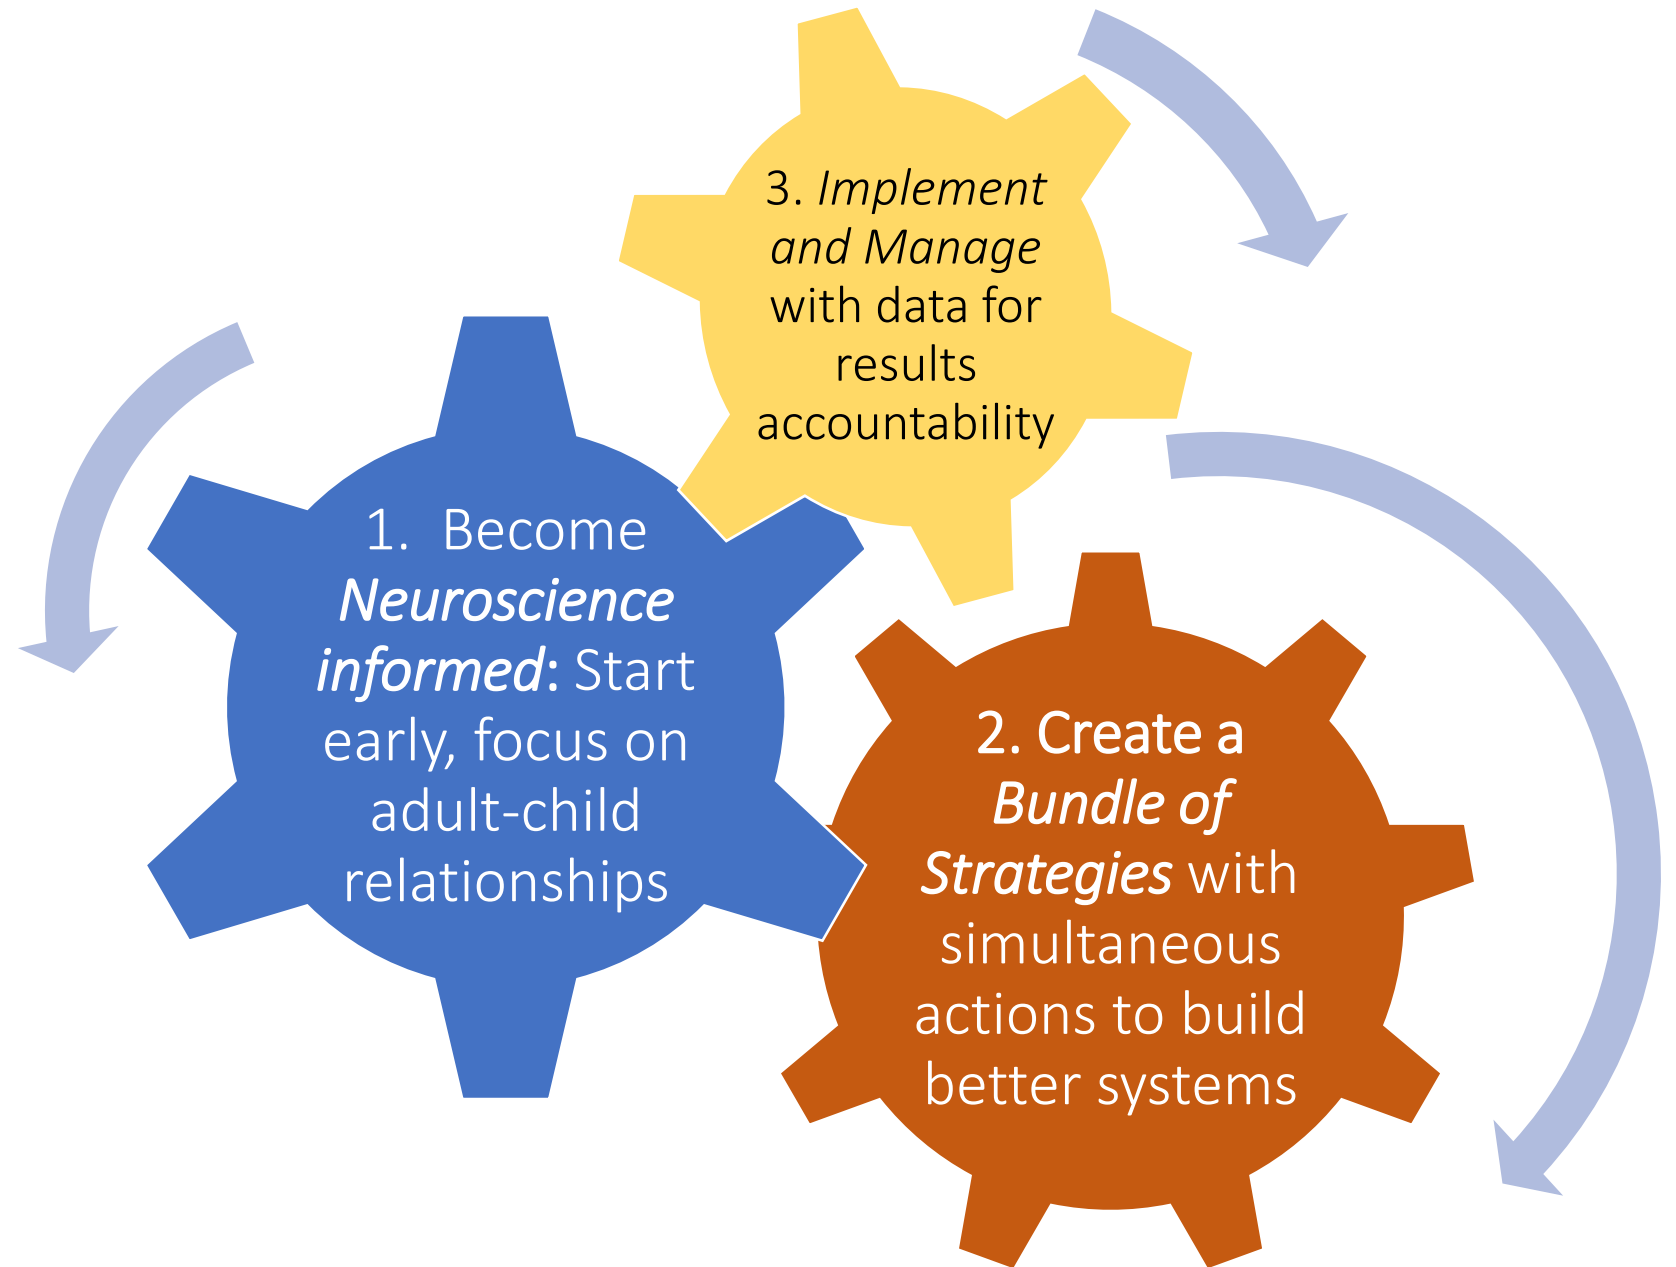 1. Become
Neuroscience
informed: Start
early, focus on
adult-child
relationships
2. Create a
Bundle of
Strategies with
simultaneous
actions to build
better systems
3. Implement
and Manage
with data for
results
accountability